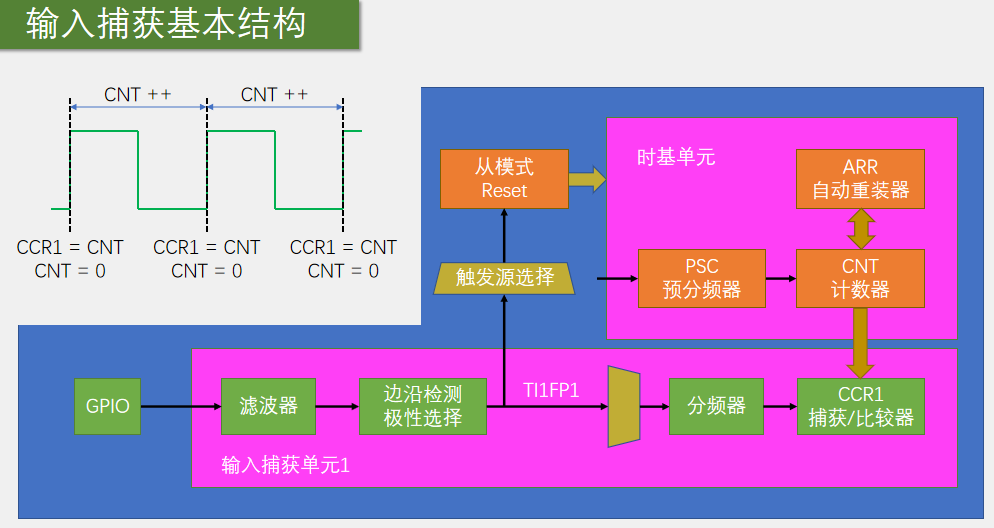 输入捕获基本结构
CNT ++
CNT ++
CCR1 = CNT
CNT = 0
CCR1 = CNT
CNT = 0
CCR1 = CNT
CNT = 0
从模式
Reset
触发源选择
时基单元
ARR
自动重装器
PSC
预分频器
CNT
计数器
GPIO
滤波器
边沿检测
极性选择
TI1FP1
分频器
CCR1
捕获/比较器
输入捕获单元1